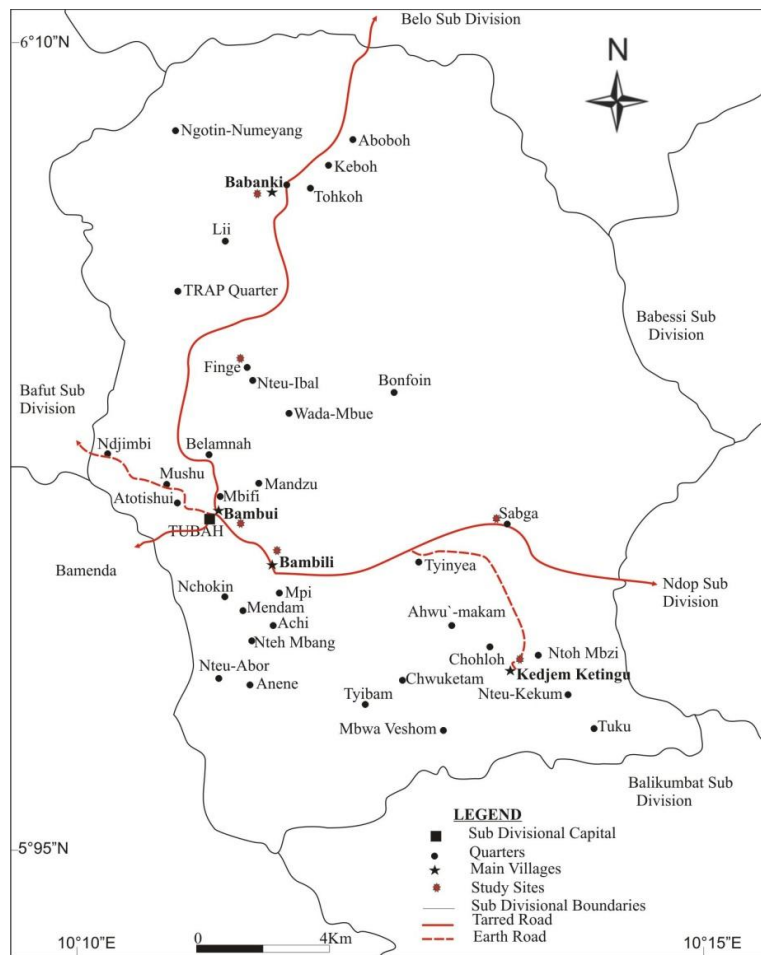 Belo Sub Division
6°10"N
N
Ngotin-Numeyang
Aboboh
Keboh
Babanki
Tohkoh
Lii
TRAP Quarter
Babessi Sub
Division
Finge
Nteu-Ibal
Bonfoin
Bafut Sub
Division
Wada-Mbue
Ndjimbi
Belamnah
Mushu
Mandzu
Atotishui
Mbifi
Bambui
Sabga
TUBAH
Bambili
Tyinyea
Bamenda
Ndop Sub
Division
Nchokin
Mpi
Mendam
Achi
Ahwu`-makam
Nteh Mbang
Chohloh
Ntoh Mbzi
Kedjem Ketingu
Nteu-Abor
Anene
Chwuketam
Nteu-Kekum
Tyibam
Mbwa Veshom
Tuku
Balikumbat Sub
Division
LEGEND
Sub Divisional Capital
Quarters
Main Villages
Study Sites
Sub Divisional Boundaries
Tarred Road
Earth Road
5°95"N
10°10"E
0
4Km
10°15"E